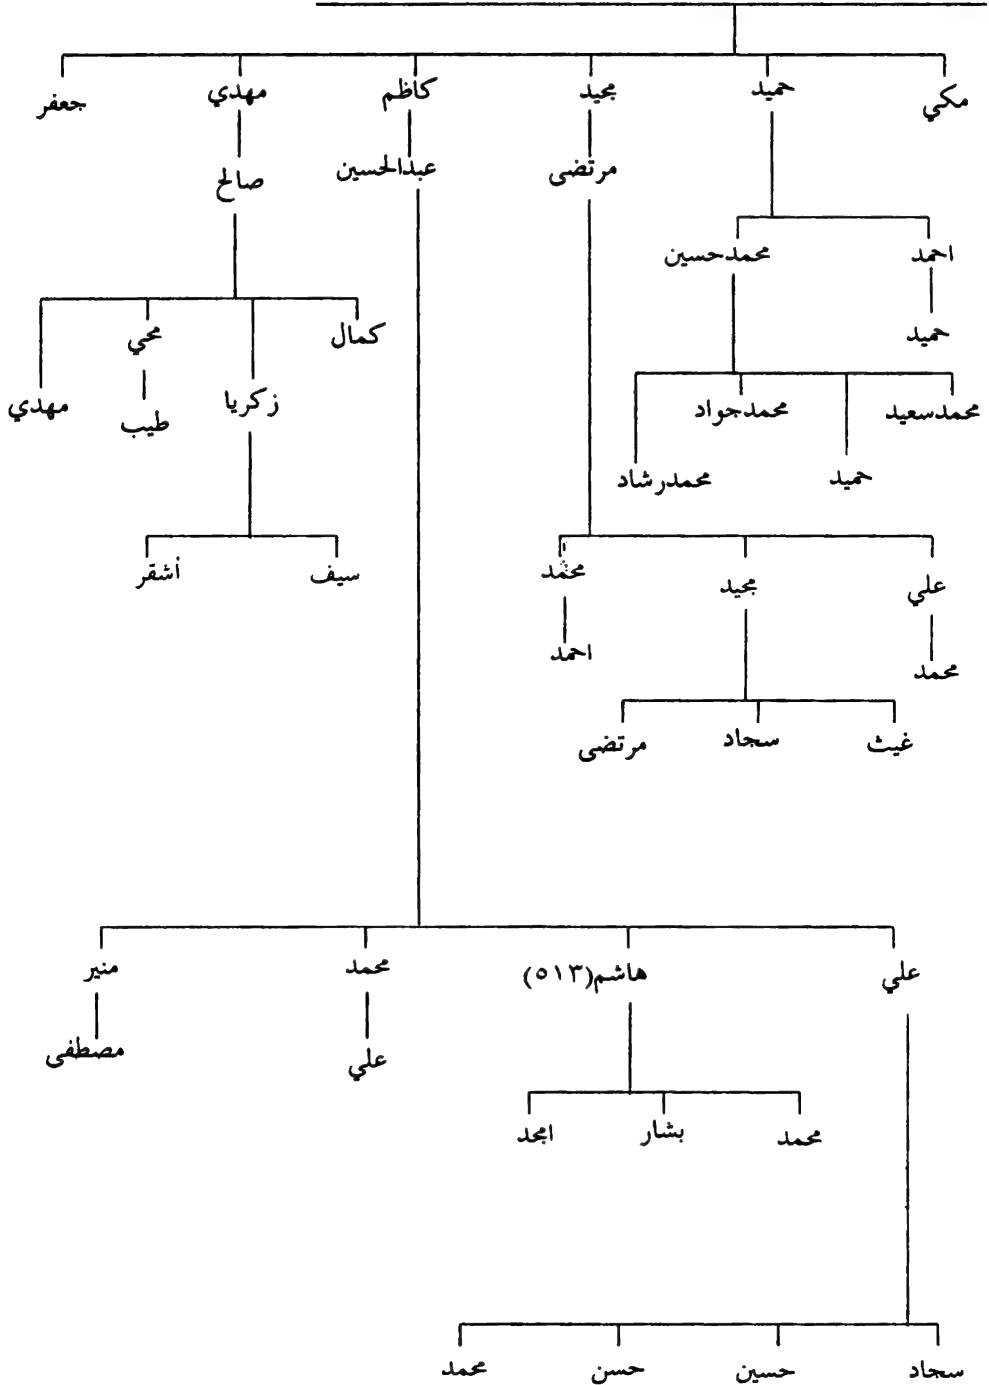 مكي حميد مجيد كاظم مهدي جعفر
مرتضى عبدالحسين صالح
احمد محمدحسين
حميد كمال محي
محمدسعيد محمدجواد زكريا طيب مهدي
حميد محمدرشاد
علي مجيد محمد سيف أشقر
محمد احمد
غيث سجاد مرتضى
علي هاشم(٥١٣) محمد منير
علي مصطفى
محمد بشار امجد
سجاد حسين حسن محمد